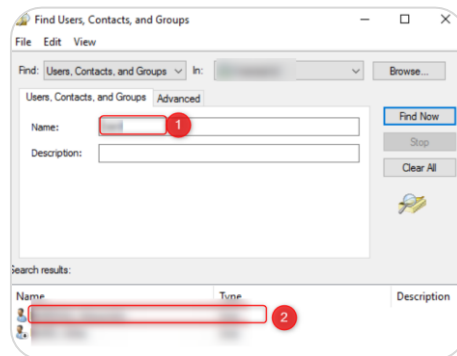 Find Users, Contacts, and Groups
File Edit View
Find: Users, Contacts, and Groups In: Browse...
Users, Contacts, and Groups Advanced
Name: 1
Find Now
Description:
Stop
Clear All
Search results:
Name Type Description
2